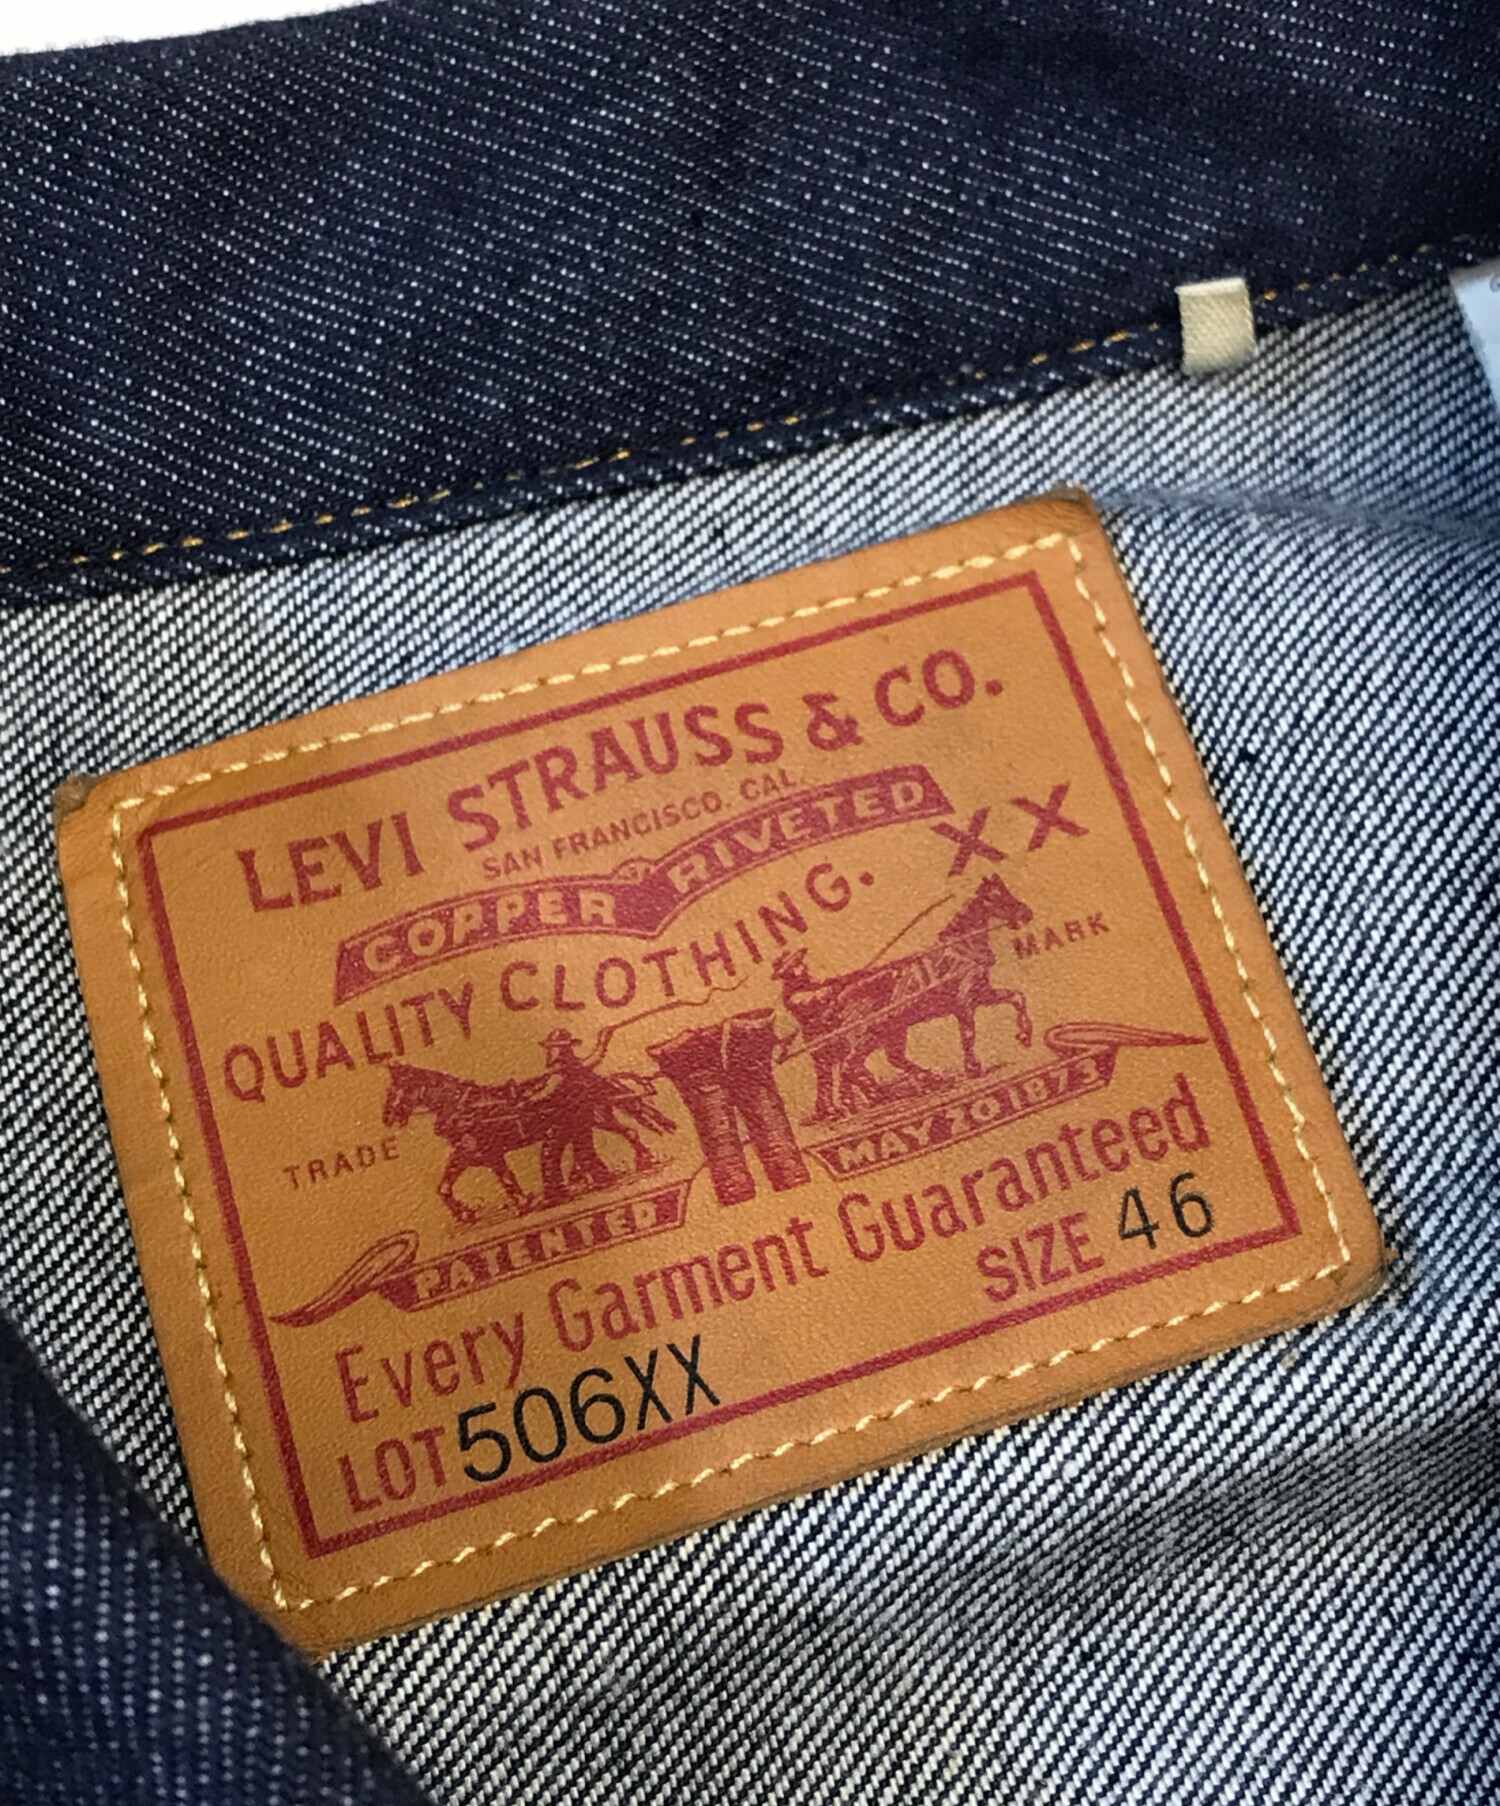 LEVI STRAUSS & CO.
SAN FRANCISCO. CAL.
COPPER RIVETED
QUALITY CLOTHING. XX
TRADE MARK
PATENTED MAY 20 1873
Every Garment Guaranteed
SIZE 46
LOT 506XX